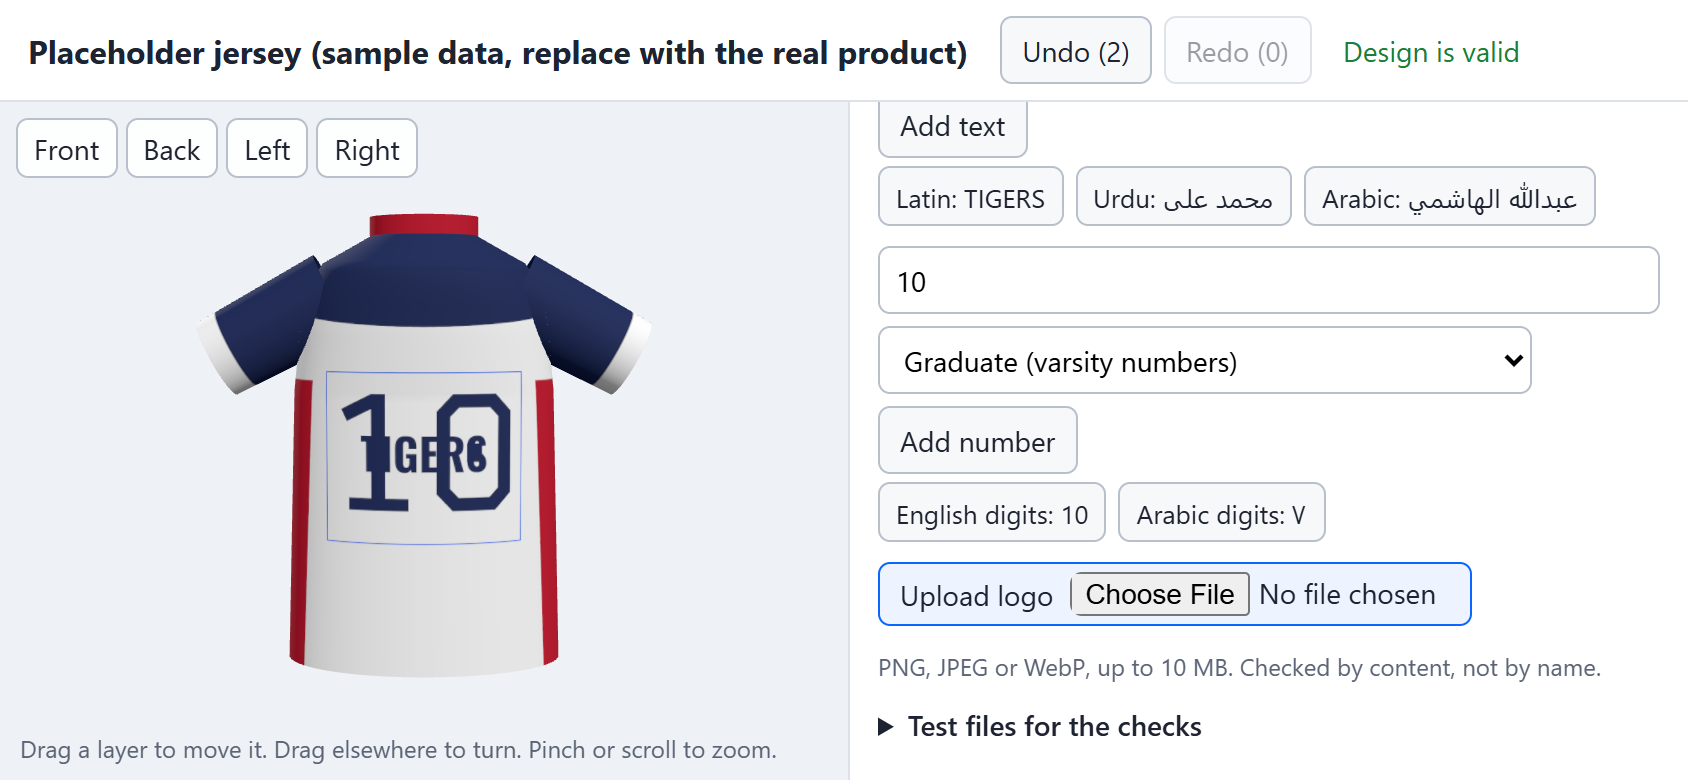 Placeholder jersey (sample data, replace with the real product)
Undo (2)
Redo (0)
Design is valid
Front
Back
Left
Right
10
TIGERS
Drag a layer to move it. Drag elsewhere to turn. Pinch or scroll to zoom.
Add text
Latin: TIGERS
Urdu: محمد علی
Arabic: عبدالله الهاشمي
10
Graduate (varsity numbers)
Add number
English digits: 10
Arabic digits: ٧
Upload logo
Choose File
No file chosen
PNG, JPEG or WebP, up to 10 MB. Checked by content, not by name.
Test files for the checks